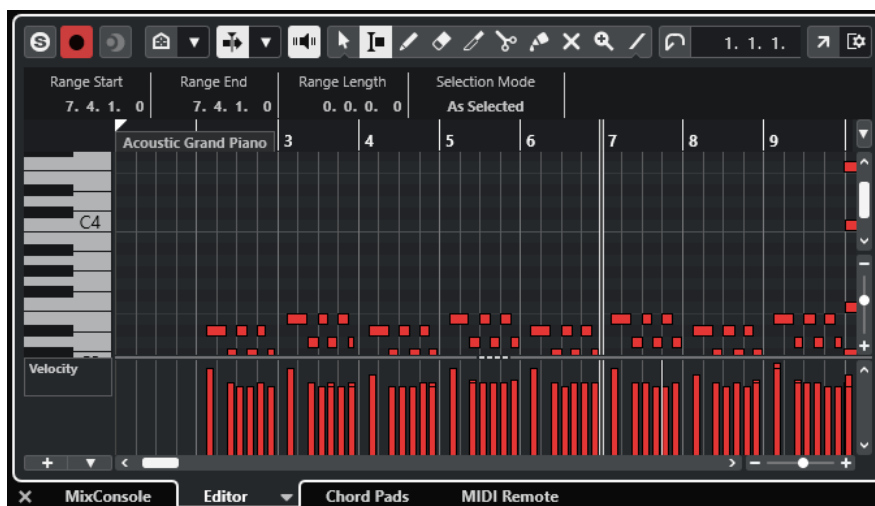 S 1. 1. 1.
Range Start Range End Range Length Selection Mode
7. 4. 1. 0 7. 4. 1. 0 0. 0. 0. 0 As Selected
Acoustic Grand Piano 3 4 5 6 7 8 9
C4
Velocity
MixConsole Editor Chord Pads MIDI Remote